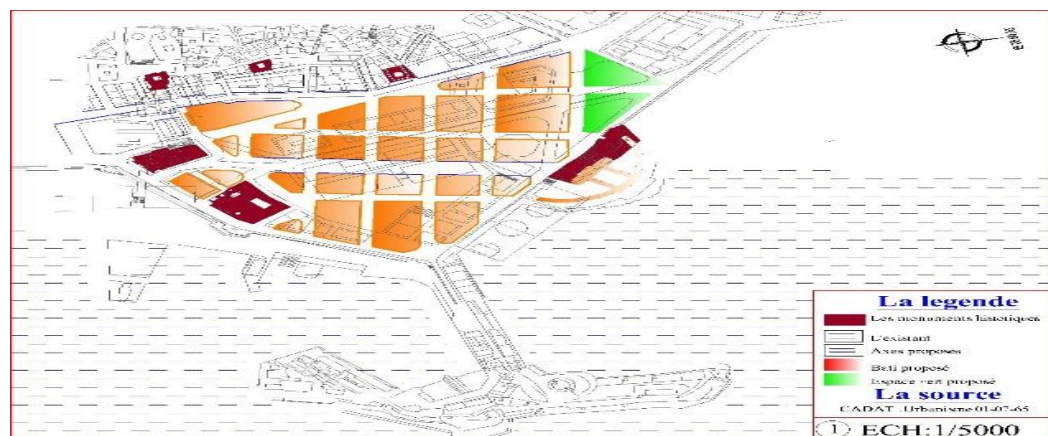 La legende
Les monuments historiques
L'existant
Axes proposes
Bati proposé
Espace vert proposé
La source
CADAT .Urbanisme 01-07-65
1 ECH:1/5000